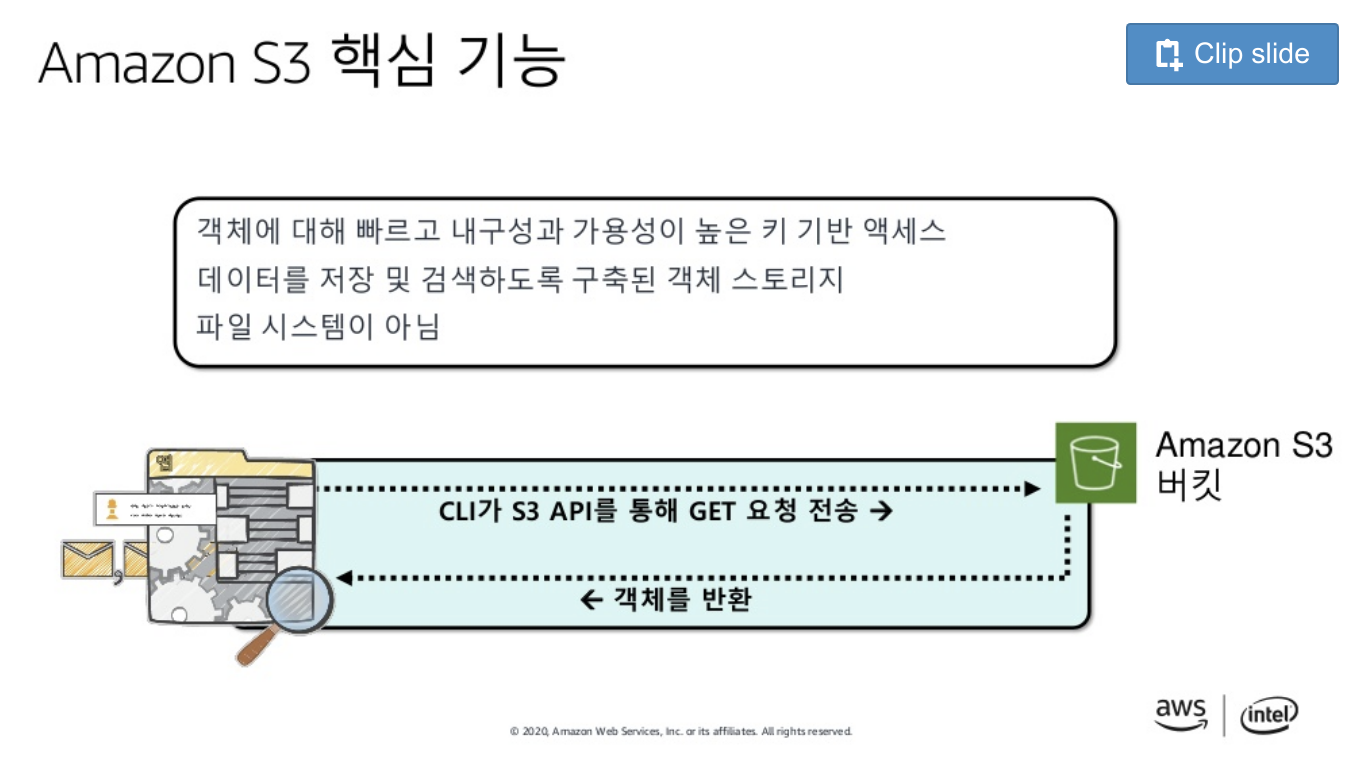 Amazon S3 핵심 기능
Clip slide
객체에 대해 빠르고 내구성과 가용성이 높은 키 기반 액세스
데이터를 저장 및 검색하도록 구축된 객체 스토리지
파일 시스템이 아님
앱
Amazon S3
버킷
CLI가 S3 API를 통해 GET 요청 전송 →
← 객체를 반환
aws
intel
© 2020, Amazon Web Services, Inc. or its affiliates. All rights reserved.